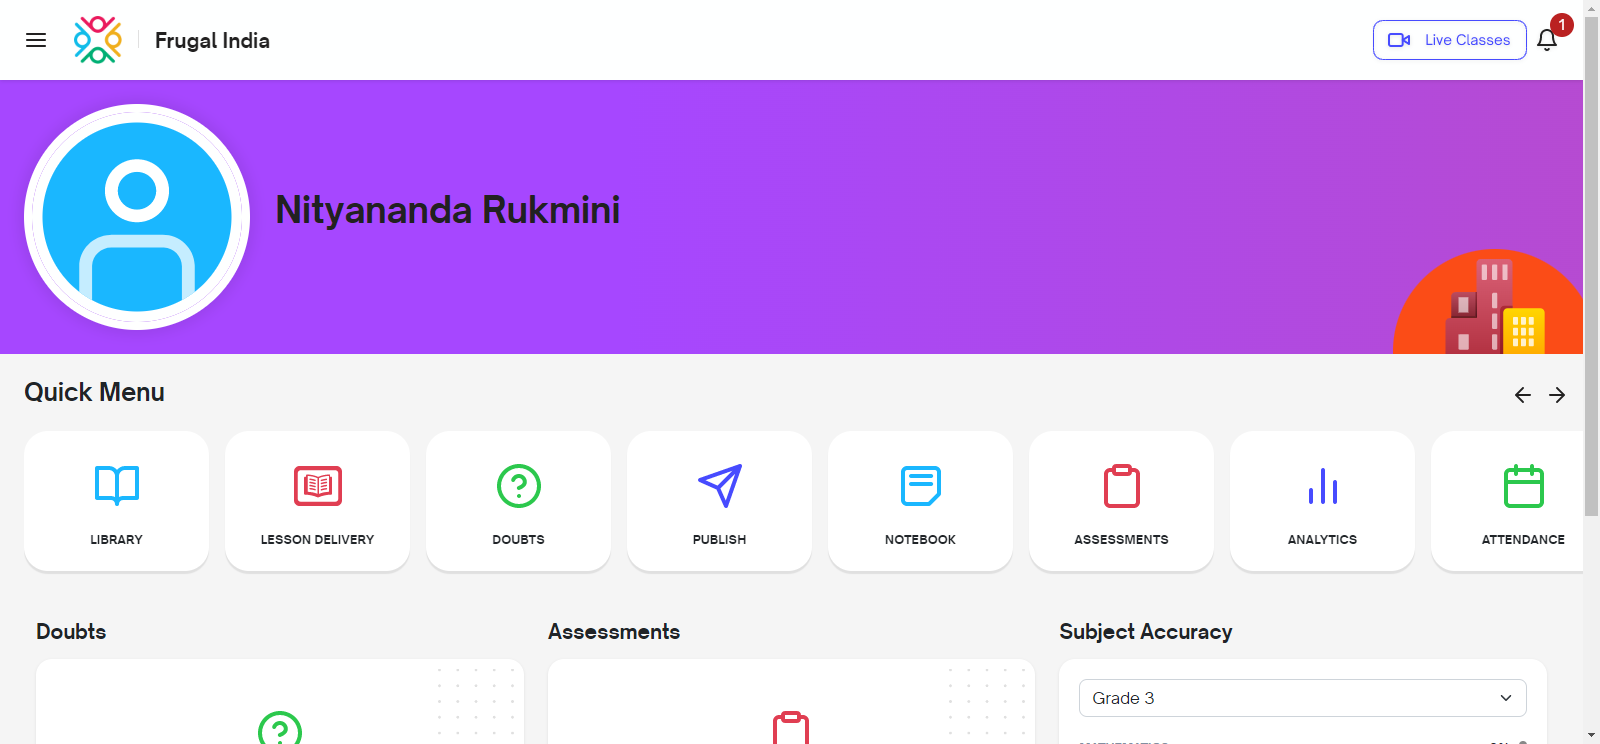 Frugal India
Live Classes
1
Nityananda Rukmini
Quick Menu
LIBRARY
LESSON DELIVERY
DOUBTS
PUBLISH
NOTEBOOK
ASSESSMENTS
ANALYTICS
ATTENDANCE
Doubts
Assessments
Subject Accuracy
Grade 3